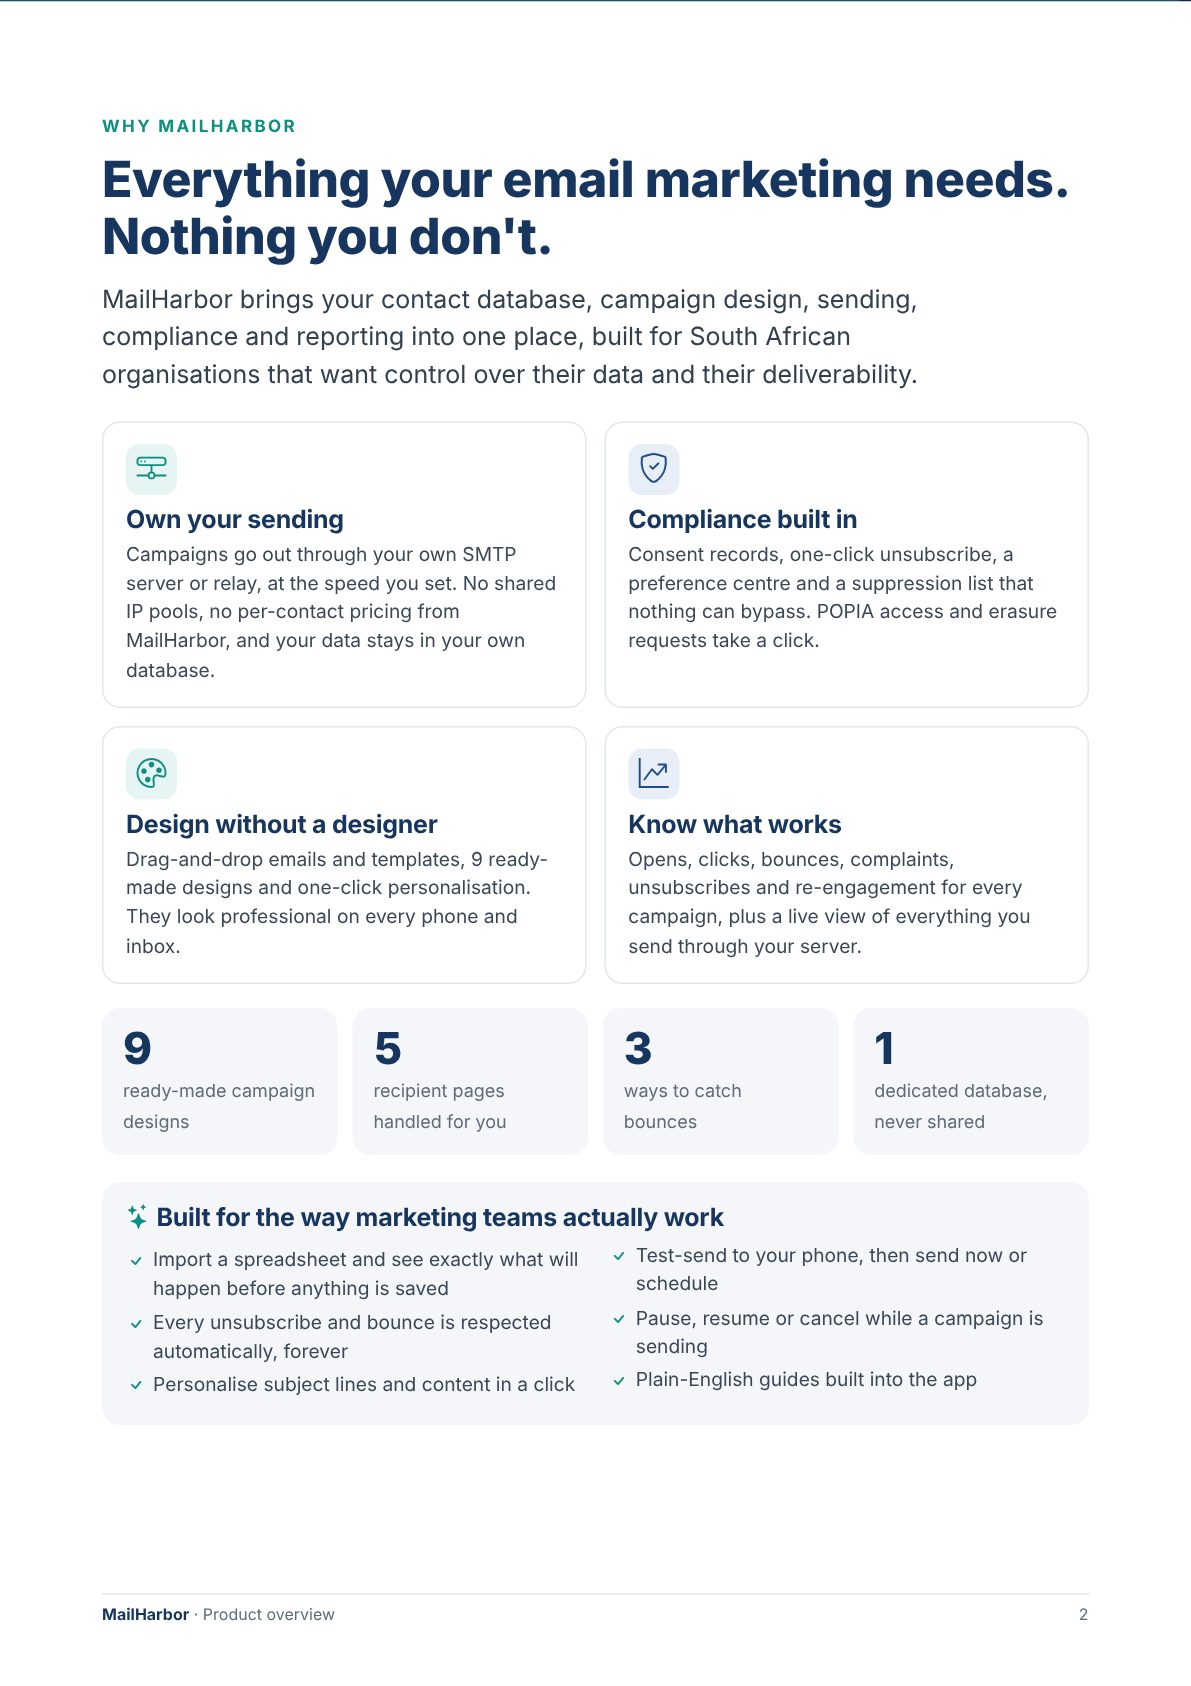 WHY MAILHARBOR
Everything your email marketing needs.
Nothing you don't.
MailHarbor brings your contact database, campaign design, sending,
compliance and reporting into one place, built for South African
organisations that want control over their data and their deliverability.
Own your sending
Campaigns go out through your own SMTP
server or relay, at the speed you set. No shared
IP pools, no per-contact pricing from
MailHarbor, and your data stays in your own
database.
Compliance built in
Consent records, one-click unsubscribe, a
preference centre and a suppression list that
nothing can bypass. POPIA access and erasure
requests take a click.
Design without a designer
Drag-and-drop emails and templates, 9 ready-
made designs and one-click personalisation.
They look professional on every phone and
inbox.
Know what works
Opens, clicks, bounces, complaints,
unsubscribes and re-engagement for every
campaign, plus a live view of everything you
send through your server.
9
ready-made campaign
designs
5
recipient pages
handled for you
3
ways to catch
bounces
1
dedicated database,
never shared
Built for the way marketing teams actually work
Import a spreadsheet and see exactly what will
happen before anything is saved
Every unsubscribe and bounce is respected
automatically, forever
Personalise subject lines and content in a click
Test-send to your phone, then send now or
schedule
Pause, resume or cancel while a campaign is
sending
Plain-English guides built into the app
MailHarbor · Product overview
2